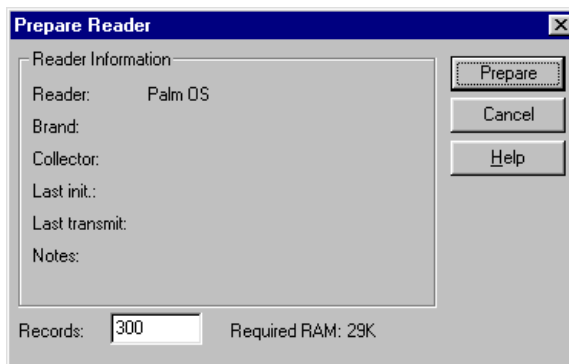 Prepare Reader
Reader Information
Reader: Palm OS
Brand:
Collector:
Last init.:
Last transmit:
Notes:
Prepare
Cancel
Help
Records: 300 Required RAM: 29K